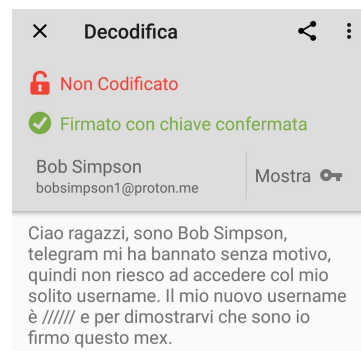 Decodifica
Non Codificato
Firmato con chiave confermata
Bob Simpson
bobsimpson1@proton.me
Mostra
Ciao ragazzi, sono Bob Simpson,
telegram mi ha bannato senza motivo,
quindi non riesco ad accedere col mio
solito username. Il mio nuovo username
è ////// e per dimostrarvi che sono io
firmo questo mex.